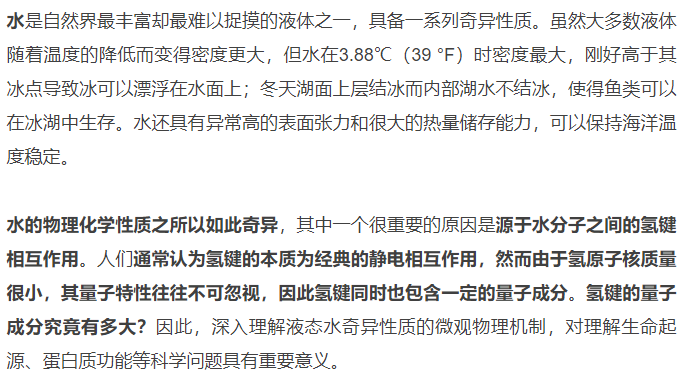 水是自然界最丰富却最难以捉摸的液体之一，具备一系列奇异性质。虽然大多数液体
随着温度的降低而变得密度更大，但水在3.88℃（39 °F）时密度最大，刚好高于其
冰点导致冰可以漂浮在水面上；冬天湖面上层结冰而内部湖水不结冰，使得鱼类可以
在冰湖中生存。水还具有异常高的表面张力和很大的热量储存能力，可以保持海洋温
度稳定。
水的物理化学性质之所以如此奇异，其中一个很重要的原因是源于水分子之间的氢键
相互作用。人们通常认为氢键的本质为经典的静电相互作用，然而由于氢原子核质量
很小，其量子特性往往不可忽视，因此氢键同时也包含一定的量子成分。氢键的量子
成分究竟有多大？因此，深入理解液态水奇异性质的微观物理机制，对理解生命起
源、蛋白质功能等科学问题具有重要意义。